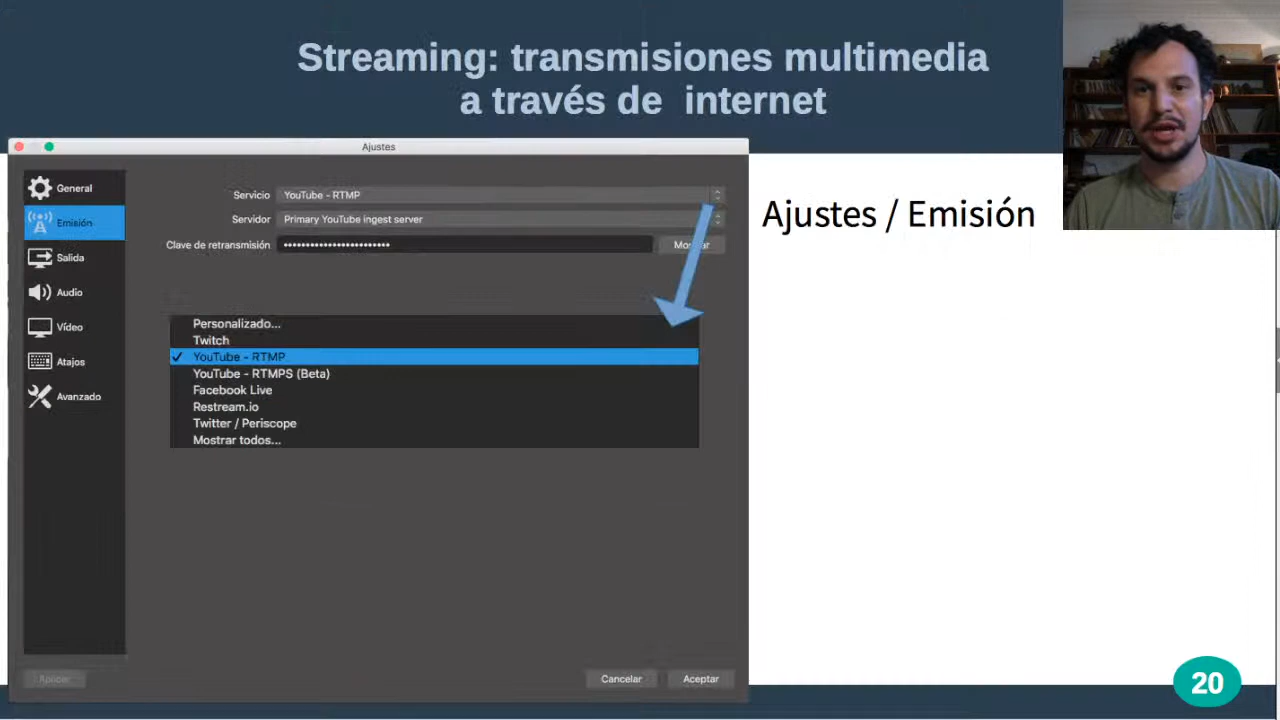 Streaming: transmisiones multimedia
a través de internet
Ajustes
General
Emisión
Salida
Audio
Vídeo
Atajos
Avanzado
Servicio YouTube - RTMP
Servidor Primary YouTube ingest server
Clave de retransmisión ••••••••••••••••••••••••
Personalizado...
Twitch
✓ YouTube - RTMP
YouTube - RTMPS (Beta)
Facebook Live
Restream.io
Twitter / Periscope
Mostrar todos...
Aplicar
Cancelar Aceptar
Ajustes / Emisión
20